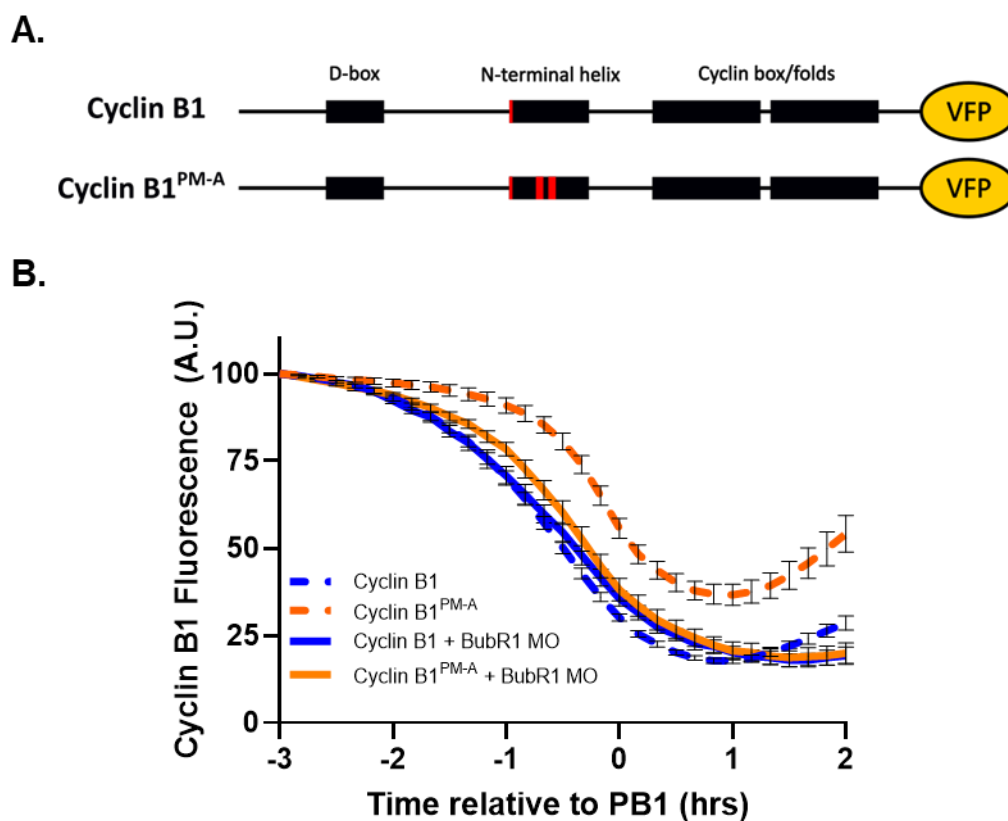 A.
D-box N-terminal helix Cyclin box/folds
Cyclin B1 VFP
Cyclin B1PM-A VFP
B.
Cyclin B1 Fluorescence (A.U.)
100
75
50
25
0
Cyclin B1
Cyclin B1PM-A
Cyclin B1 + BubR1 MO
Cyclin B1PM-A + BubR1 MO
-3 -2 -1 0 1 2
Time relative to PB1 (hrs)